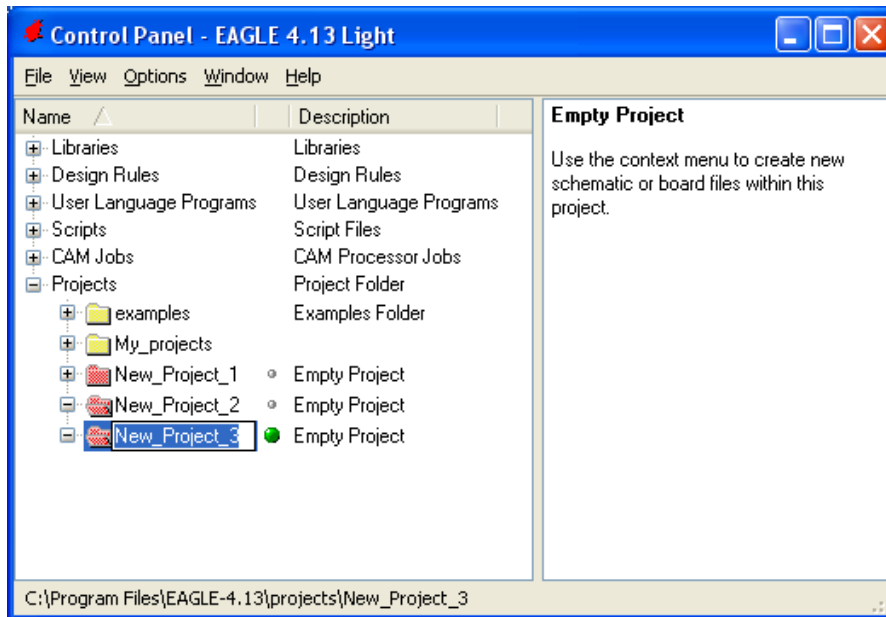 Control Panel - EAGLE 4.13 Light
File View Options Window Help
Name Description
Libraries Libraries
Design Rules Design Rules
User Language Programs User Language Programs
Scripts Script Files
CAM Jobs CAM Processor Jobs
Projects Project Folder
examples Examples Folder
My_projects
New_Project_1 Empty Project
New_Project_2 Empty Project
New_Project_3 Empty Project
Empty Project
Use the context menu to create new
schematic or board files within this
project.
C:\Program Files\EAGLE-4.13\projects\New_Project_3